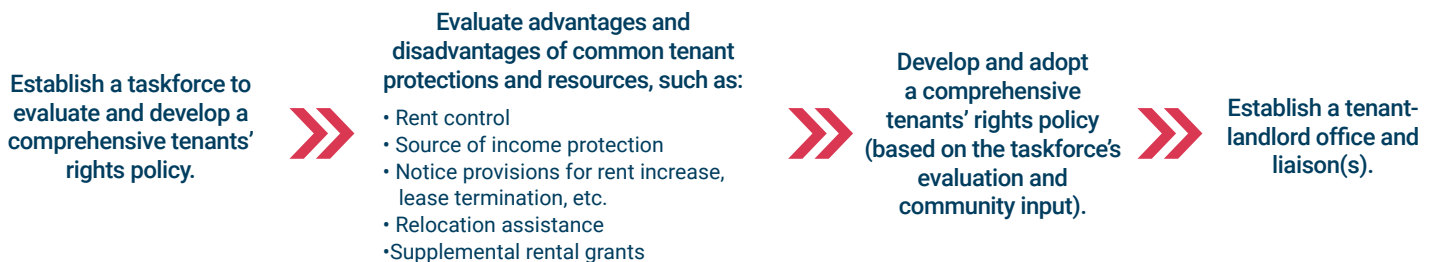 Establish a taskforce to
evaluate and develop a
comprehensive tenants'
rights policy.
Evaluate advantages and
disadvantages of common tenant
protections and resources, such as:
• Rent control
• Source of income protection
• Notice provisions for rent increase,
lease termination, etc.
• Relocation assistance
•Supplemental rental grants
Develop and adopt
a comprehensive
tenants' rights policy
(based on the taskforce's
evaluation and
community input).
Establish a tenant-
landlord office and
liaison(s).